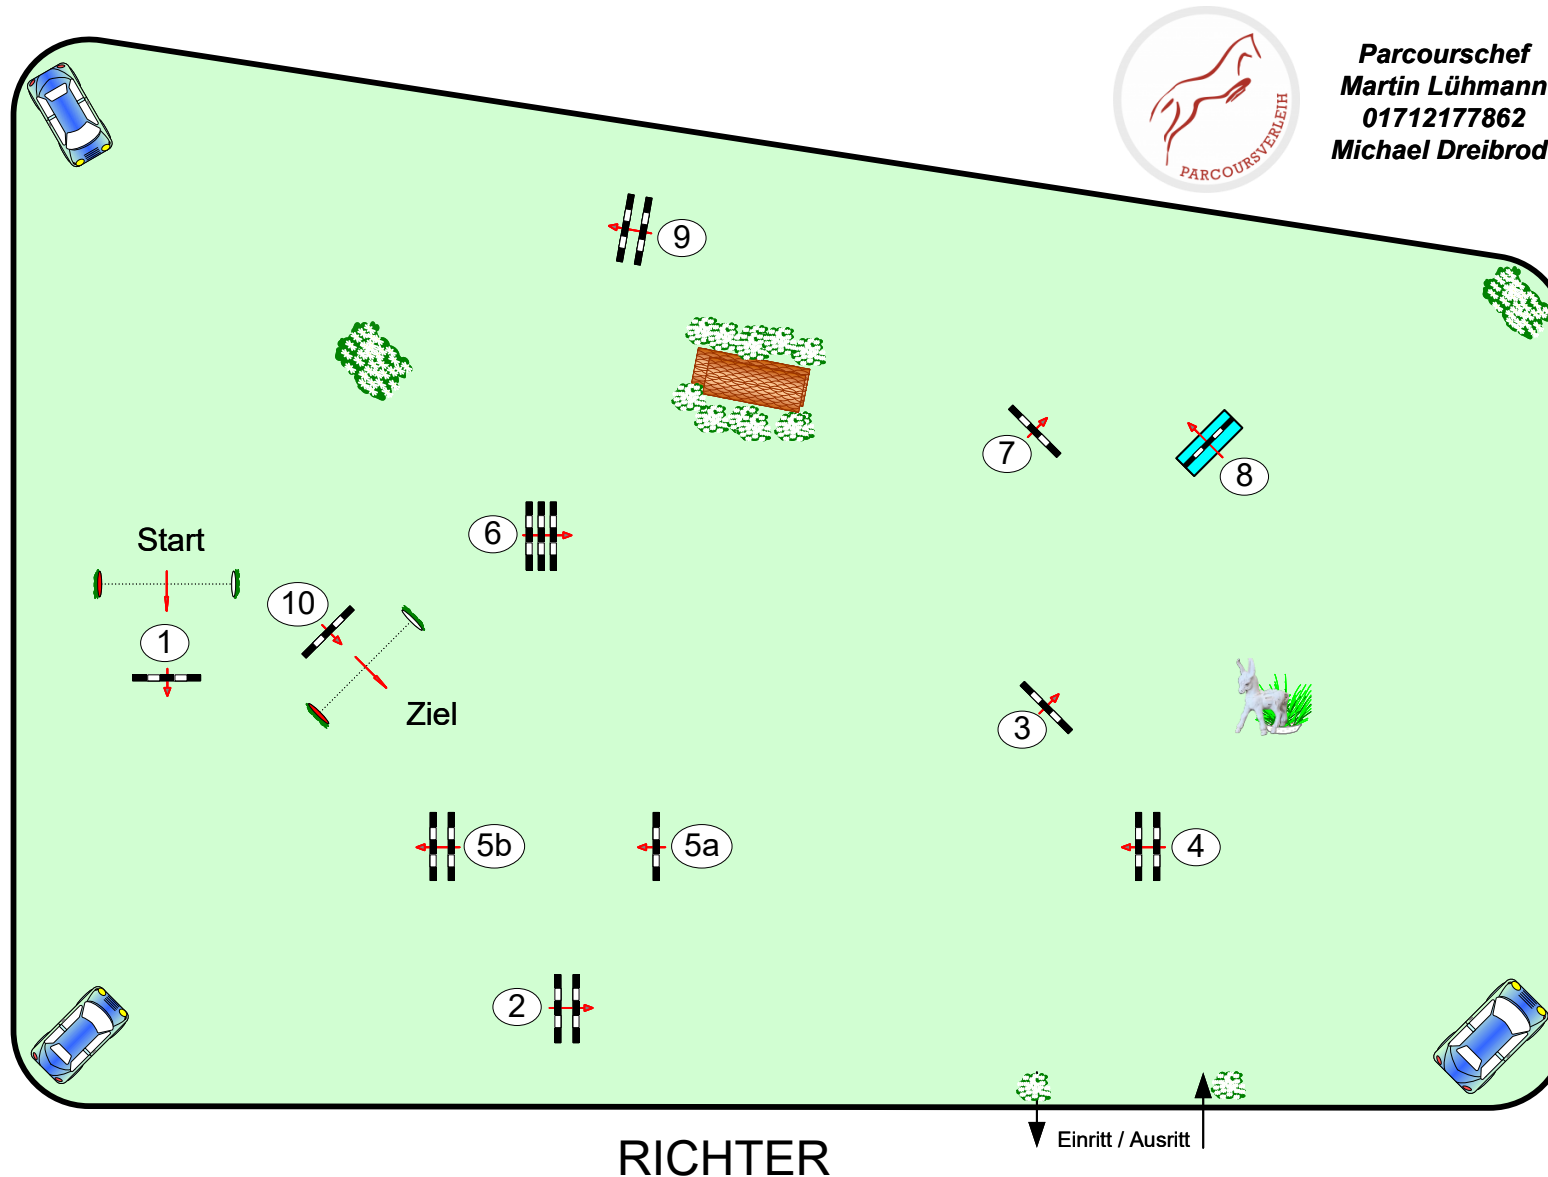 Parcourschef
Martin Lühmann
01712177862
Michael Dreibrod
PARCOURSVERLEIH
9
7
8
6
Start
10
1
Ziel
3
5b
5a
4
2
Einritt / Ausritt
RICHTER